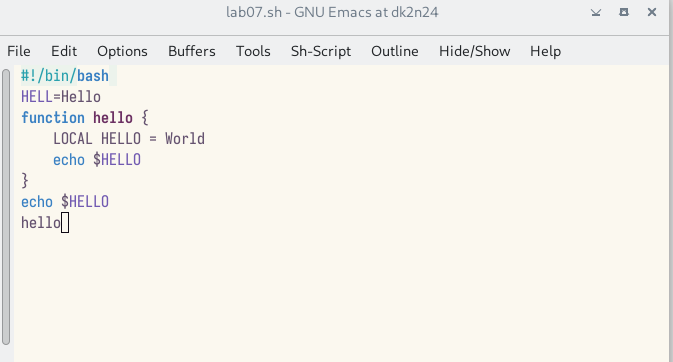 lab07.sh - GNU Emacs at dk2n24
File Edit Options Buffers Tools Sh-Script Outline Hide/Show Help
#!/bin/bash
HELL=Hello
function hello {
    LOCAL HELLO = World
    echo $HELLO
}
echo $HELLO
hello